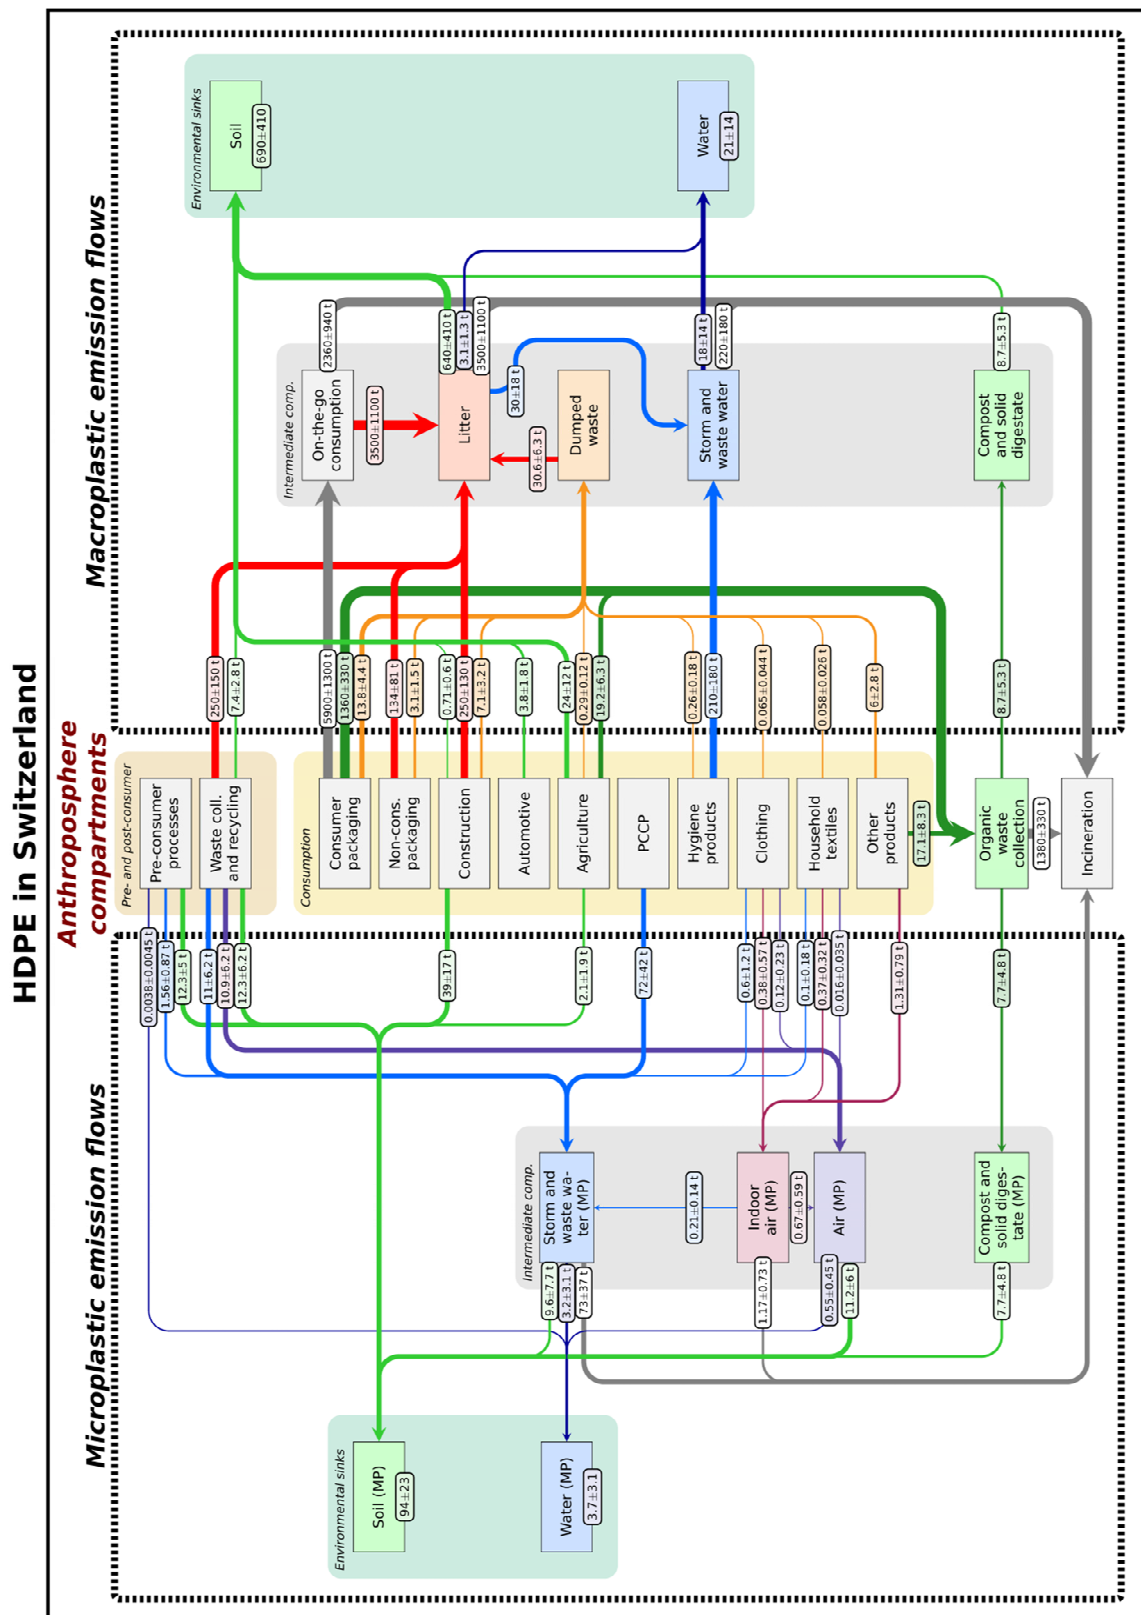 HDPE in Switzerland
Microplastic emission flows
Anthroposphere
compartments
Macroplastic emission flows
Environmental sinks
Soil (MP)
94±23
Water (MP)
3.7±3.1
Intermediate comp.
Storm and
waste wa-
ter (MP)
9.6±7.7 t
3.2±3.1 t
73±37 t
0.21±0.14 t
Indoor
air (MP)
1.17±0.73 t
0.67±0.59 t
Air (MP)
0.55±0.45 t
11.2±6 t
Compost and
solid diges-
tate (MP)
7.7±4.8 t
0.0038±0.0045 t
1.56±0.87 t
12.3±5 t
11±6.2 t
10.9±6.2 t
12.3±6.2 t
39±17 t
2.1±1.9 t
72±42 t
0.6±1.2 t
0.38±0.57 t
0.12±0.23 t
0.1±0.18 t
0.37±0.32 t
0.016±0.035 t
1.31±0.79 t
7.7±4.8 t
Pre- and post-consumer
Pre-consumer
processes
Waste coll.
and recycling
Consumption
Consumer
packaging
Non-cons.
packaging
Construction
Automotive
Agriculture
PCCP
Hygiene
products
Clothing
Household
textiles
Other
products
17.1±8.3 t
Organic
waste
collection
1380±330 t
Incineration
250±150 t
7.4±2.8 t
5900±1300 t
1360±330 t
13.8±4.4 t
134±81 t
3.1±1.5 t
0.71±0.6 t
250±130 t
7.1±3.2 t
3.8±1.8 t
24±12 t
0.29±0.12 t
19.2±6.3 t
0.26±0.18 t
210±180 t
0.065±0.044 t
0.058±0.026 t
6±2.8 t
8.7±5.3 t
Intermediate comp.
On-the-go
consumption
2360±940 t
3500±1100 t
Litter
640±410 t
3.1±1.3 t
3500±1100 t
30±18 t
30.6±6.3 t
Dumped
waste
Storm and
waste water
18±14 t
220±180 t
Compost
and solid
digestate
8.7±5.3 t
Environmental sinks
Soil
690±410
Water
21±14